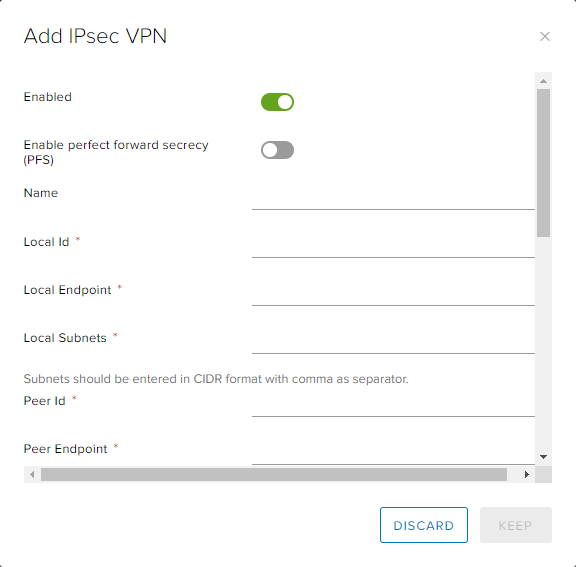 Add IPsec VPN
Enabled
Enable perfect forward secrecy
(PFS)
Name
Local Id *
Local Endpoint *
Local Subnets *
Subnets should be entered in CIDR format with comma as separator.
Peer Id *
Peer Endpoint *
DISCARD
KEEP